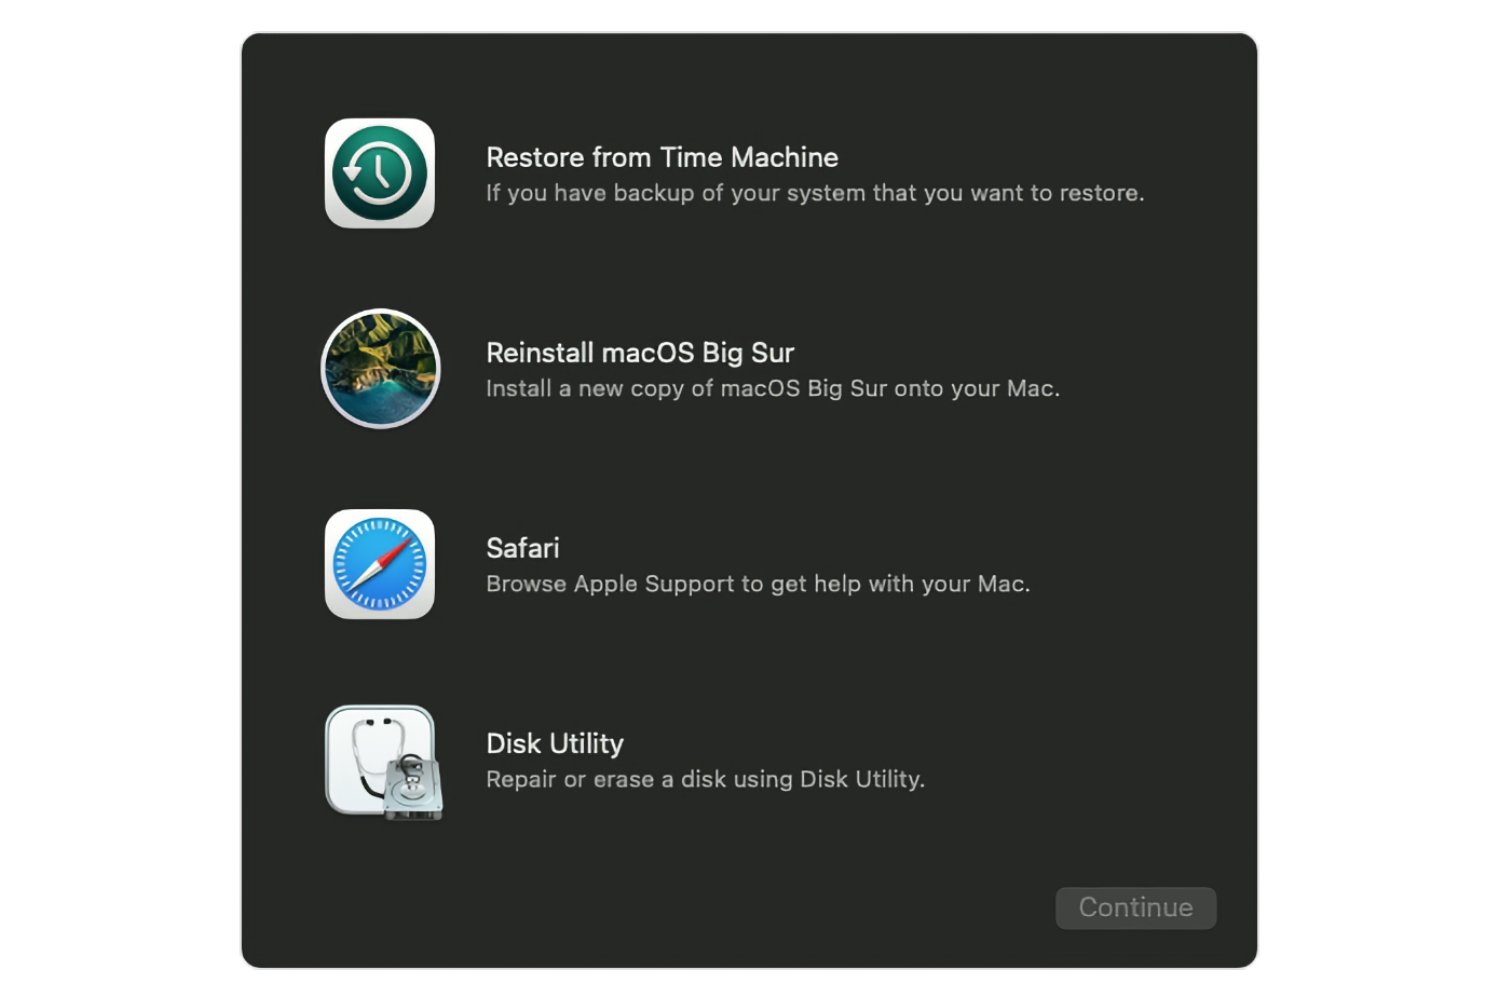 Restore from Time Machine
If you have backup of your system that you want to restore.
Reinstall macOS Big Sur
Install a new copy of macOS Big Sur onto your Mac.
Safari
Browse Apple Support to get help with your Mac.
Disk Utility
Repair or erase a disk using Disk Utility.
Continue